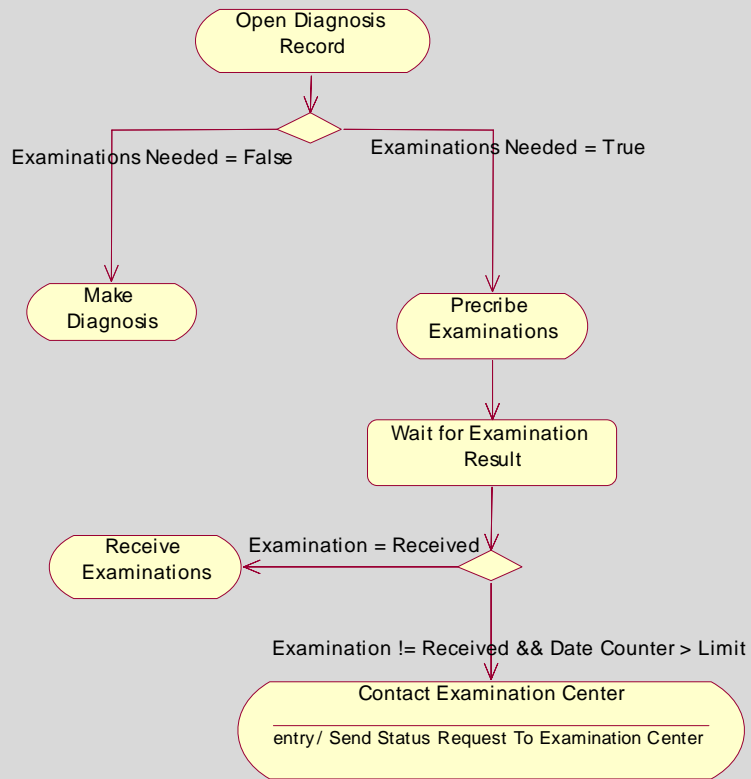 Open Diagnosis
Record
Examinations Needed = False
Examinations Needed = True
Make
Diagnosis
Precribe
Examinations
Wait for Examination
Result
Receive
Examinations
Examination = Received
Examination != Received && Date Counter > Limit
Contact Examination Center
entry/ Send Status Request To Examination Center